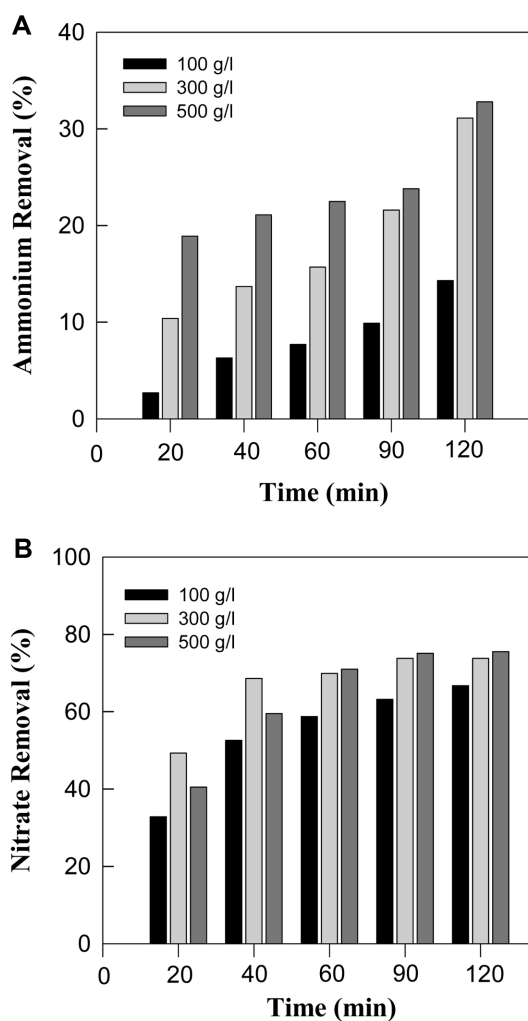 A
40
30
20
10
0
Ammonium Removal (%)
100 g/l
300 g/l
500 g/l
0 20 40 60 90 120
Time (min)
B
100
80
60
40
20
0
Nitrate Removal (%)
100 g/l
300 g/l
500 g/l
0 20 40 60 90 120
Time (min)